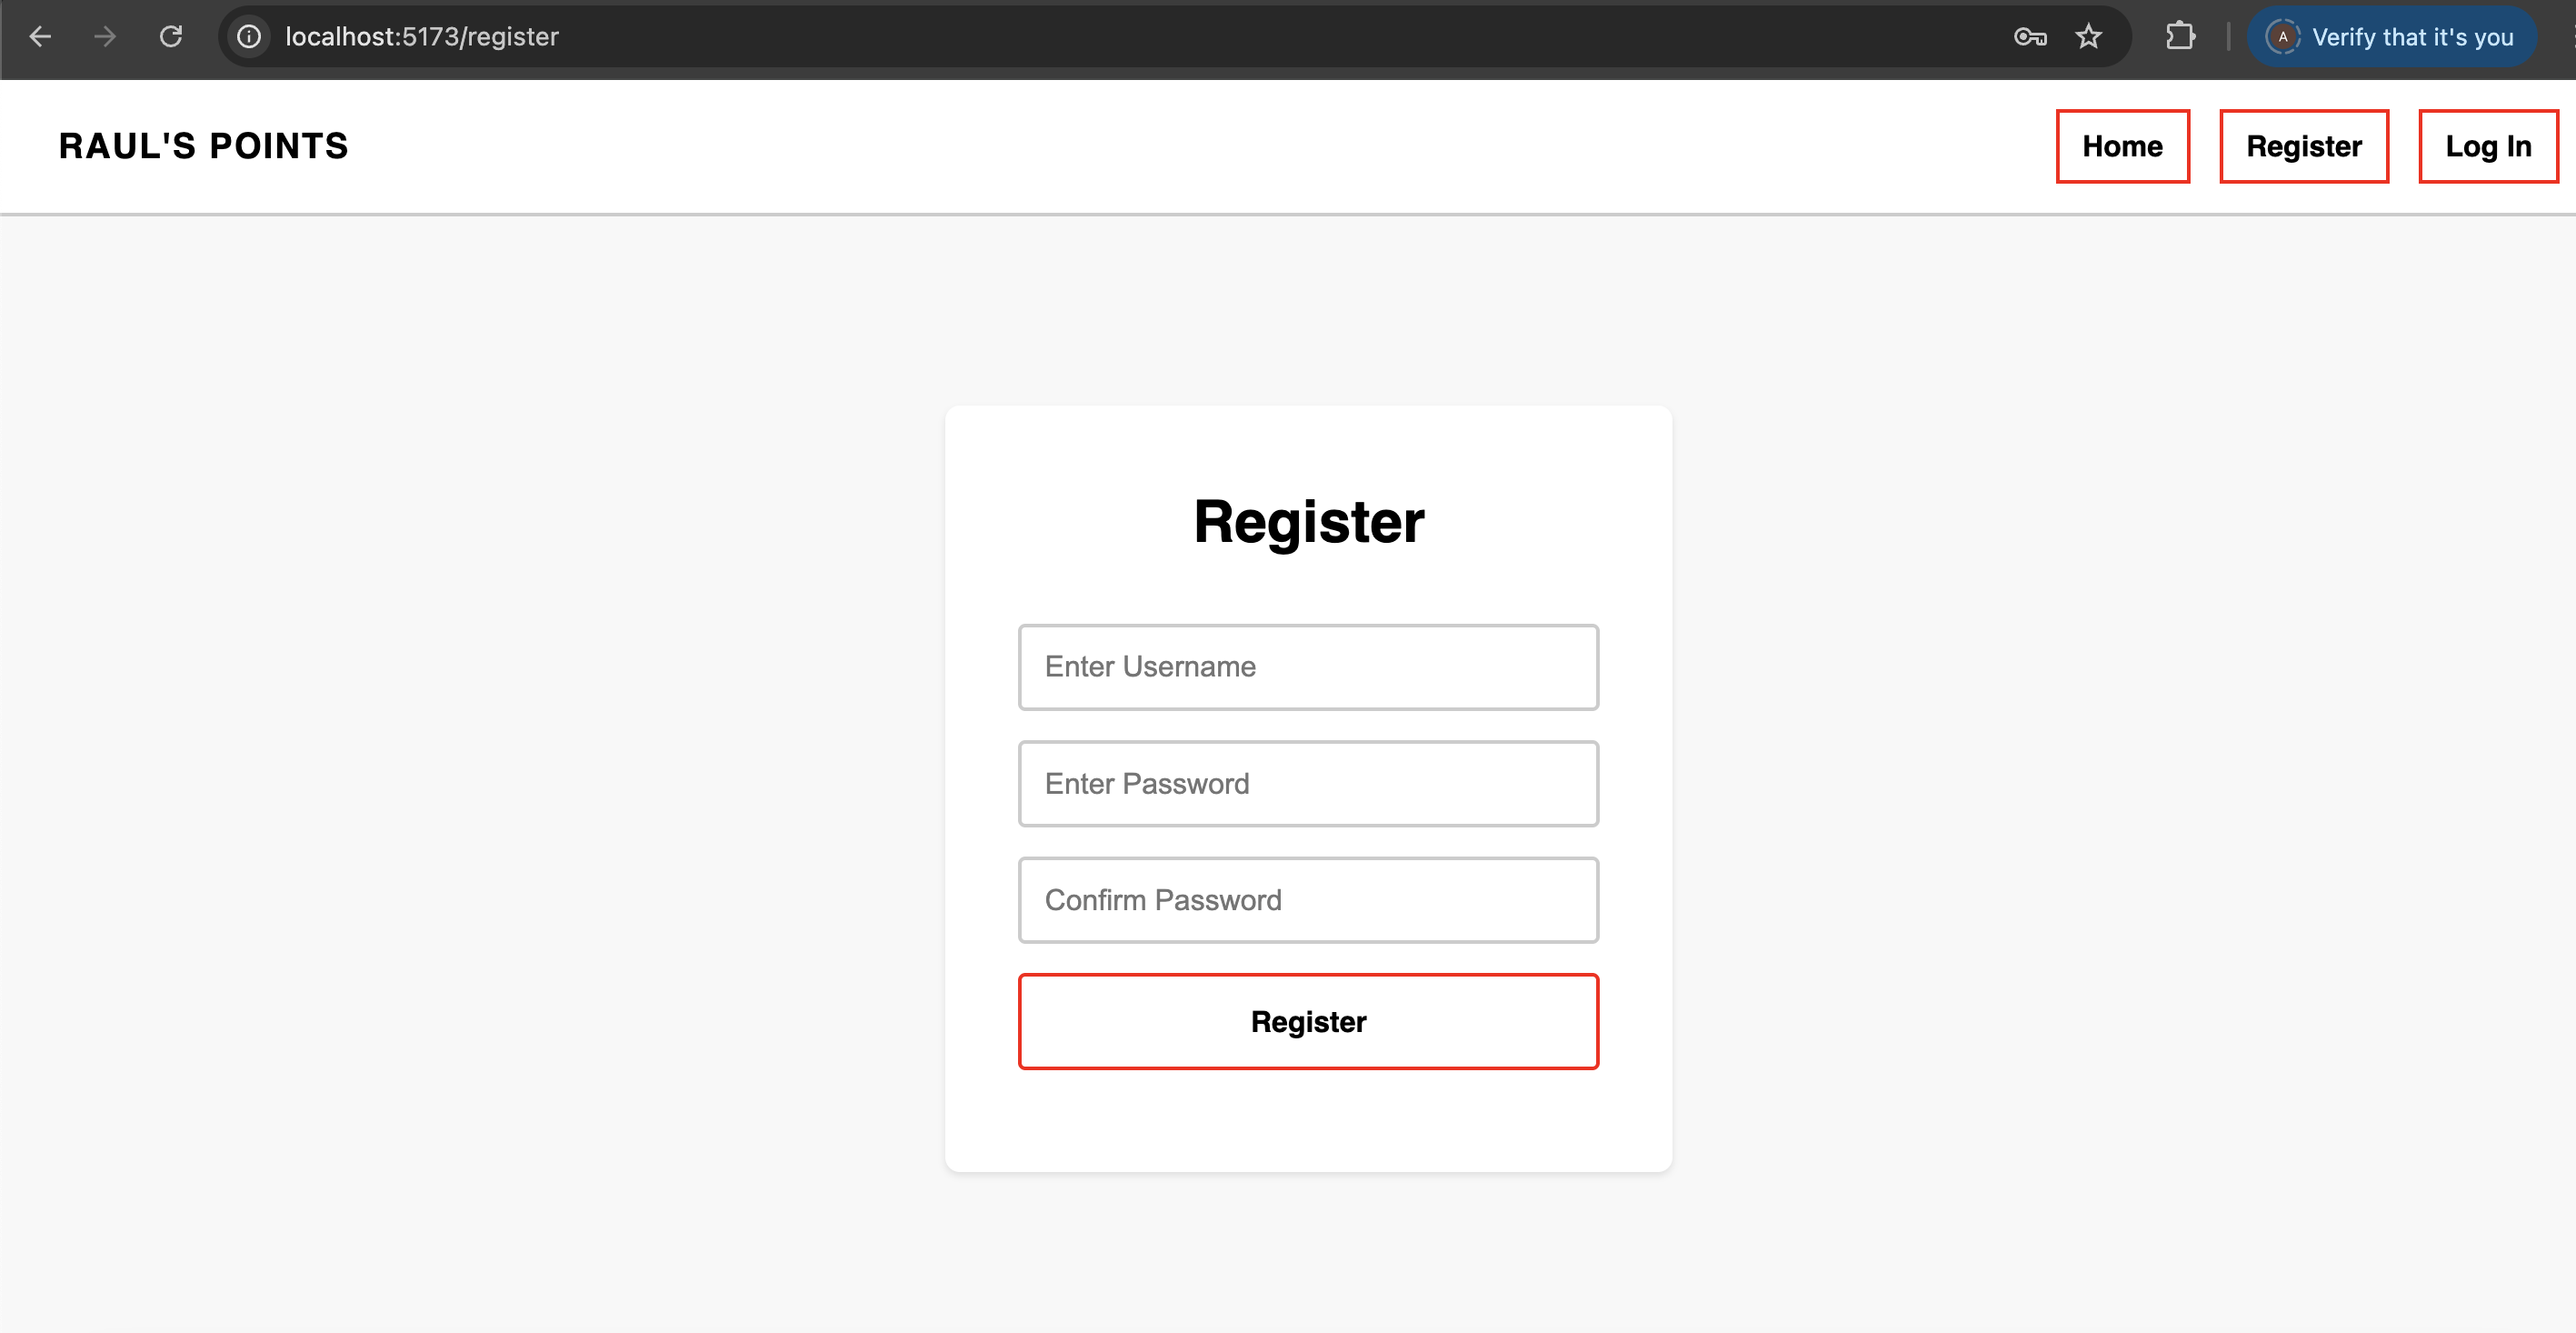 localhost:5173/register
A Verify that it's you
RAUL'S POINTS
Home Register Log In
Register
Enter Username
Enter Password
Confirm Password
Register